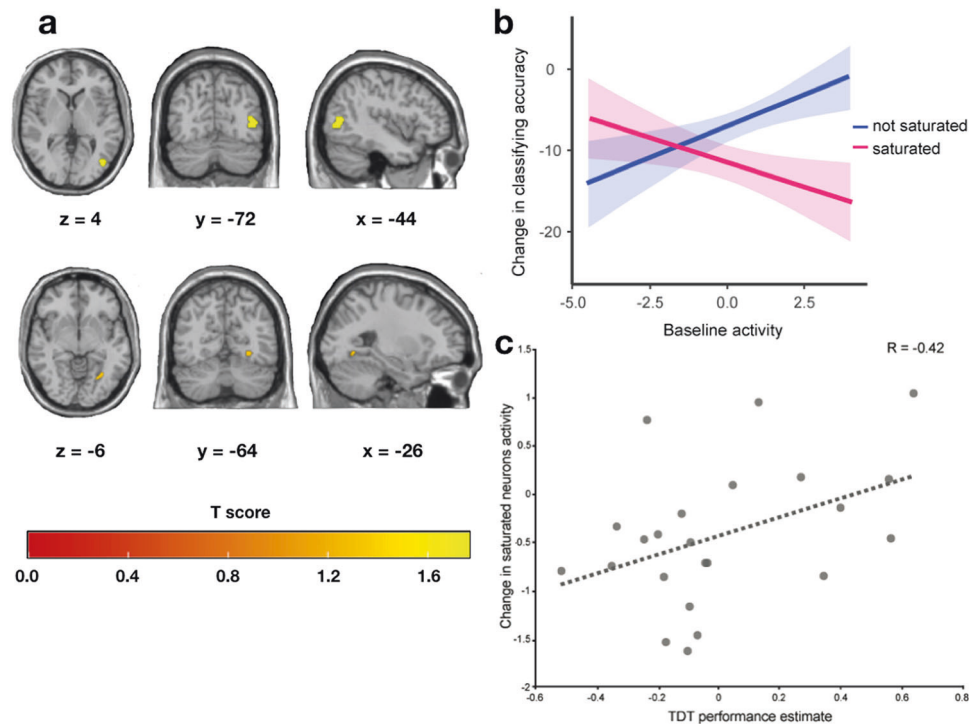 a
z = 4
y = -72
x = -44
z = -6
y = -64
x = -26
T score
0.0 0.4 0.8 1.2 1.6
b
Change in classifying accuracy
0
-10
-20
-5.0 -2.5 0.0 2.5
Baseline activity
not saturated
saturated
c
R = -0.42
Change in saturated neurons activity
1.5
1
0.5
0
-0.5
-1
-1.5
-2
-0.6 -0.4 -0.2 0 0.2 0.4 0.6 0.8
TDT performance estimate